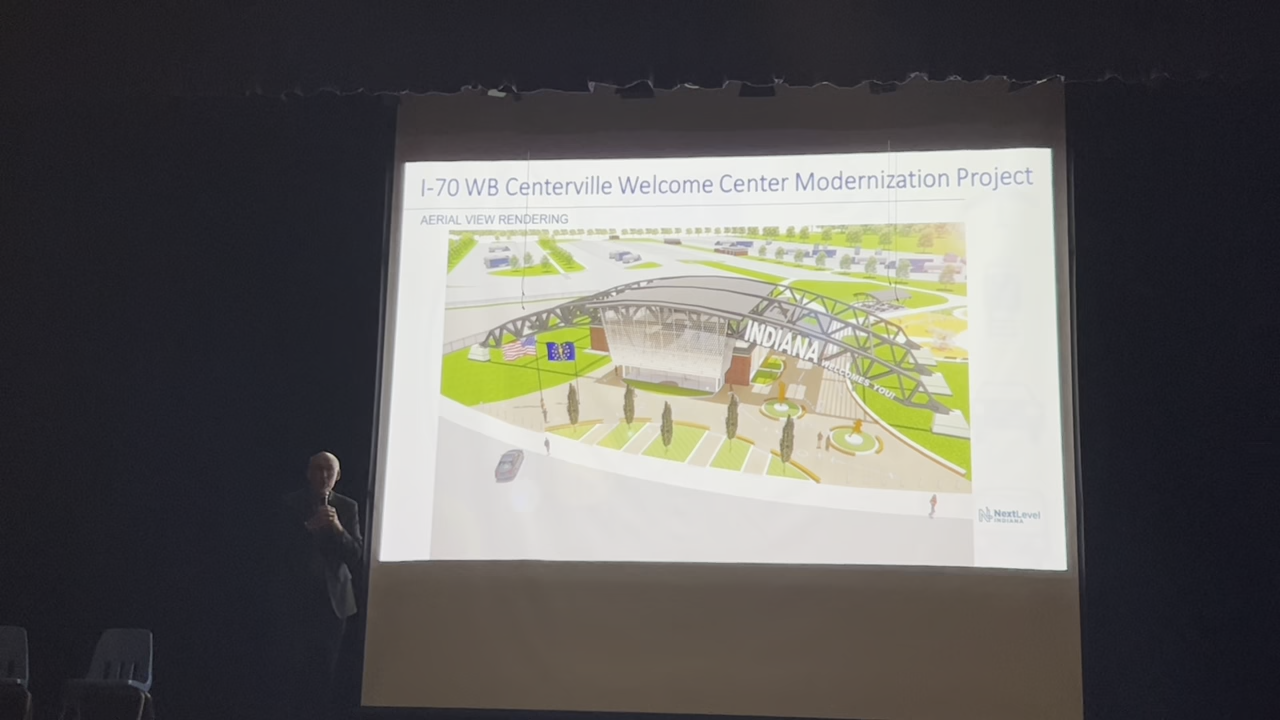 I-70 WB Centerville Welcome Center Modernization Project
AERIAL VIEW RENDERING
INDIANA
WELCOMES YOU!
NextLevel
INDIANA